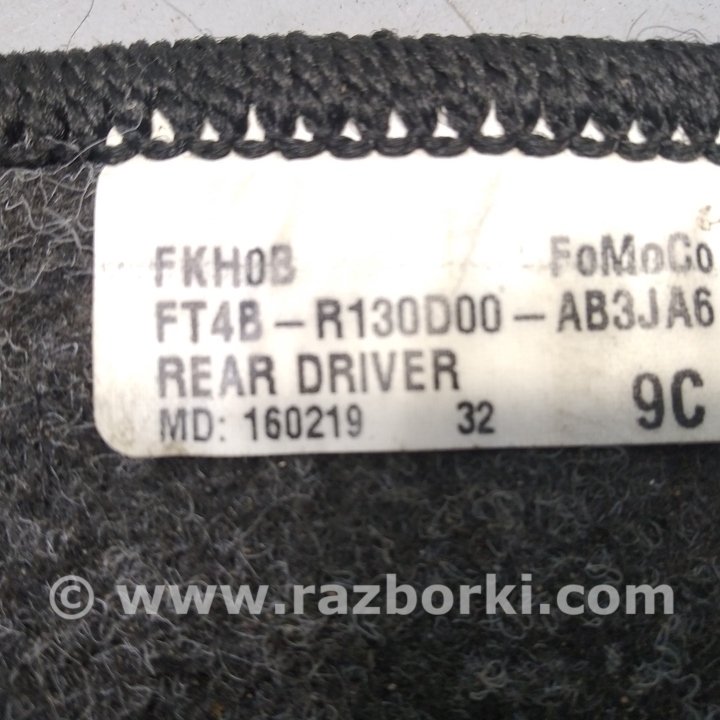 FKH0B FoMoCo
FT4B-R130D00-AB3JA6
REAR DRIVER
MD: 160219 32 9C
© www.razborki.com